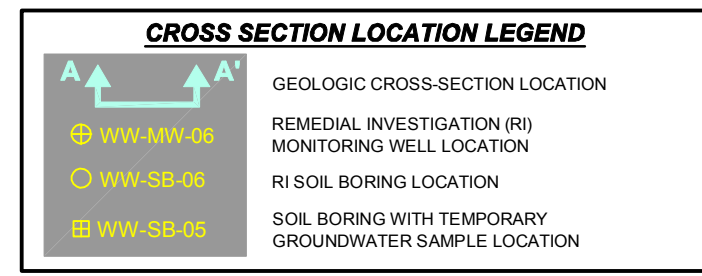 CROSS SECTION LOCATION LEGEND
A A'
GEOLOGIC CROSS-SECTION LOCATION
WW-MW-06
REMEDIAL INVESTIGATION (RI)
MONITORING WELL LOCATION
WW-SB-06
RI SOIL BORING LOCATION
WW-SB-05
SOIL BORING WITH TEMPORARY
GROUNDWATER SAMPLE LOCATION